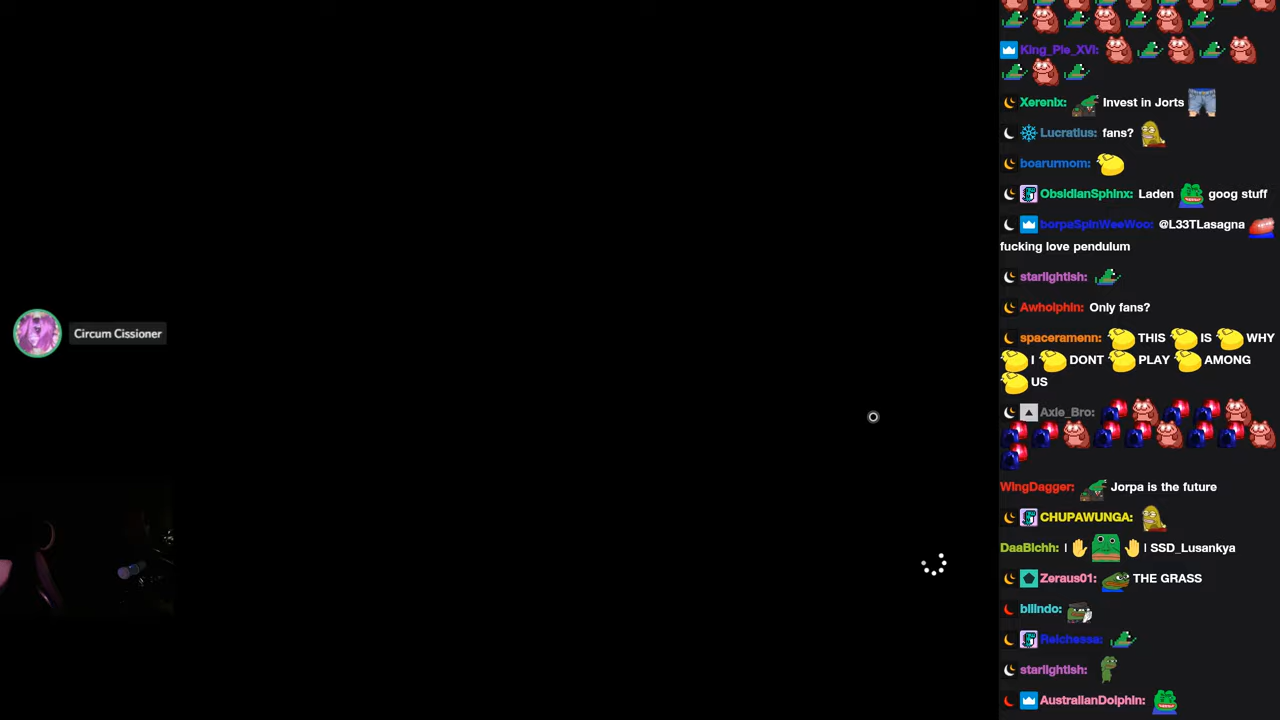 King_Pie_XVI:
Xerenix: Invest in Jorts
Lucratius: fans?
boarurmom:
ObsidianSphinx: Laden goog stuff
borpaSpinWeeWoo: @L33TLasagna
fucking love pendulum
starlightish:
Awholphin: Only fans?
Circum Cissioner
spaceramenn: THIS IS WHY
I DONT PLAY AMONG
US
Axle_Bro:
WingDagger: Jorpa is the future
CHUPAWUNGA:
DaaBichh: | | SSD_Lusankya
Zeraus01: THE GRASS
blilndo:
Reichessa:
starlightish:
AustralianDolphin: